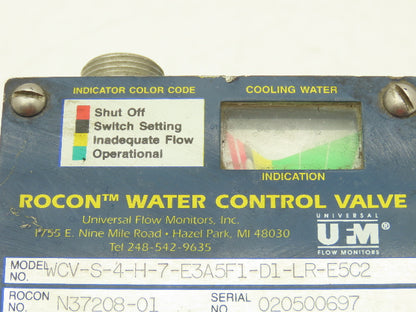 INDICATOR COLOR CODE
COOLING WATER
Shut Off
Switch Setting
Inadequate Flow
Operational
INDICATION
ROCON™ WATER CONTROL VALVE
Universal Flow Monitors, Inc.
1755 E. Nine Mile Road • Hazel Park, MI 48030
Tel 248-542-9635
UNIVERSAL
UFM®
FLOW MONITORS
MODEL NO. WCV-S-4-H-7-E3A5F1-D1-LR-E5C2
ROCON NO. N37208-01
SERIAL NO. 020500697